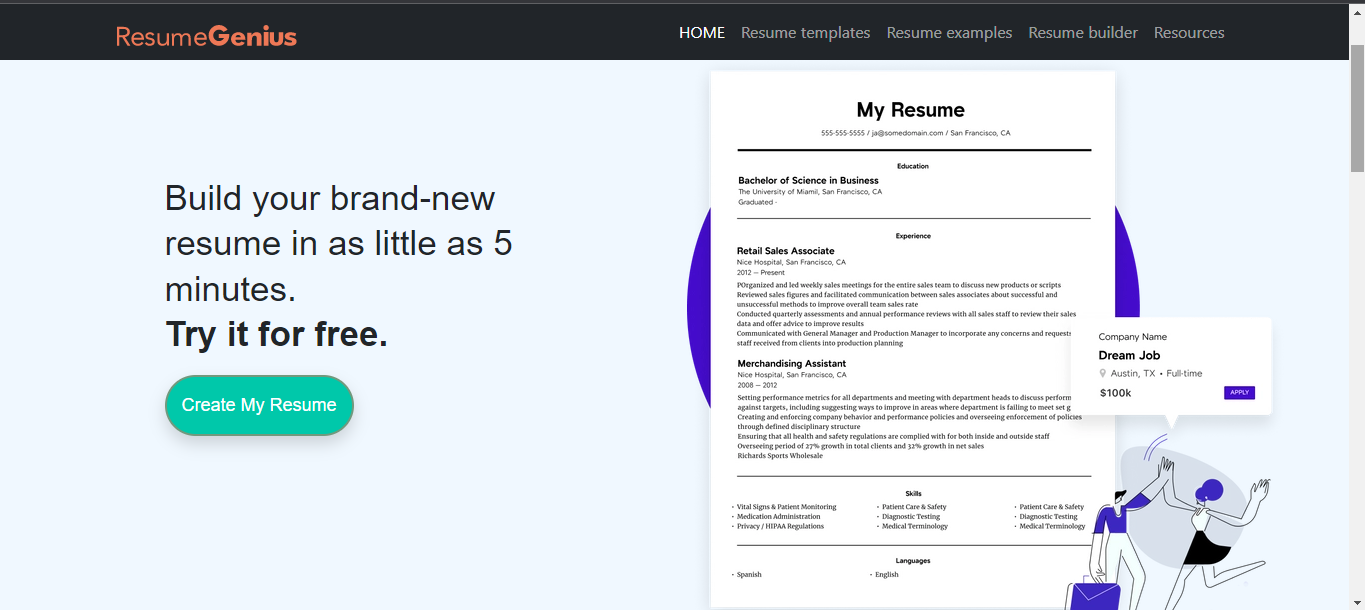 ResumeGenius
HOME Resume templates Resume examples Resume builder Resources
Build your brand-new
resume in as little as 5
minutes.
Try it for free.
Create My Resume
My Resume
555-555-5555 / ja@somedomain.com / San Francisco, CA
Education
Bachelor of Science in Business
The University of Miamil, San Francisco, CA
Graduated ·
Experience
Retail Sales Associate
Nice Hospital, San Francisco, CA
2012 — Present
POrganized and led weekly sales meetings for the entire sales team to discuss new products or scripts
Reviewed sales figures and facilitated communication between sales associates about successful and
unsuccessful methods to improve overall team sales rate
Conducted quarterly assessments and annual performance reviews with all sales staff to review their sales
data and offer advice to improve results
Communicated with General Manager and Production Manager to incorporate any concerns and requests
staff received from clients into production planning
Merchandising Assistant
Nice Hospital, San Francisco, CA
2008 — 2012
Setting performance metrics for all departments and meeting with department heads to discuss perform
against targets, including suggesting ways to improve in areas where department is failing to meet set g
Creating and enforcing company behavior and performance policies and overseeing enforcement of policies
through defined disciplinary structure
Ensuring that all health and safety regulations are complied with for both inside and outside staff
Overseeing period of 27% growth in total clients and 32% growth in net sales
Richards Sports Wholesale
Skills
· Vital Signs & Patient Monitoring · Patient Care & Safety · Patient Care & Safety
· Medication Administration · Diagnostic Testing · Diagnostic Testing
· Privacy / HIPAA Regulations · Medical Terminology · Medical Terminology
Languages
· Spanish · English
Company Name
Dream Job
Austin, TX • Full-time
$100k APPLY